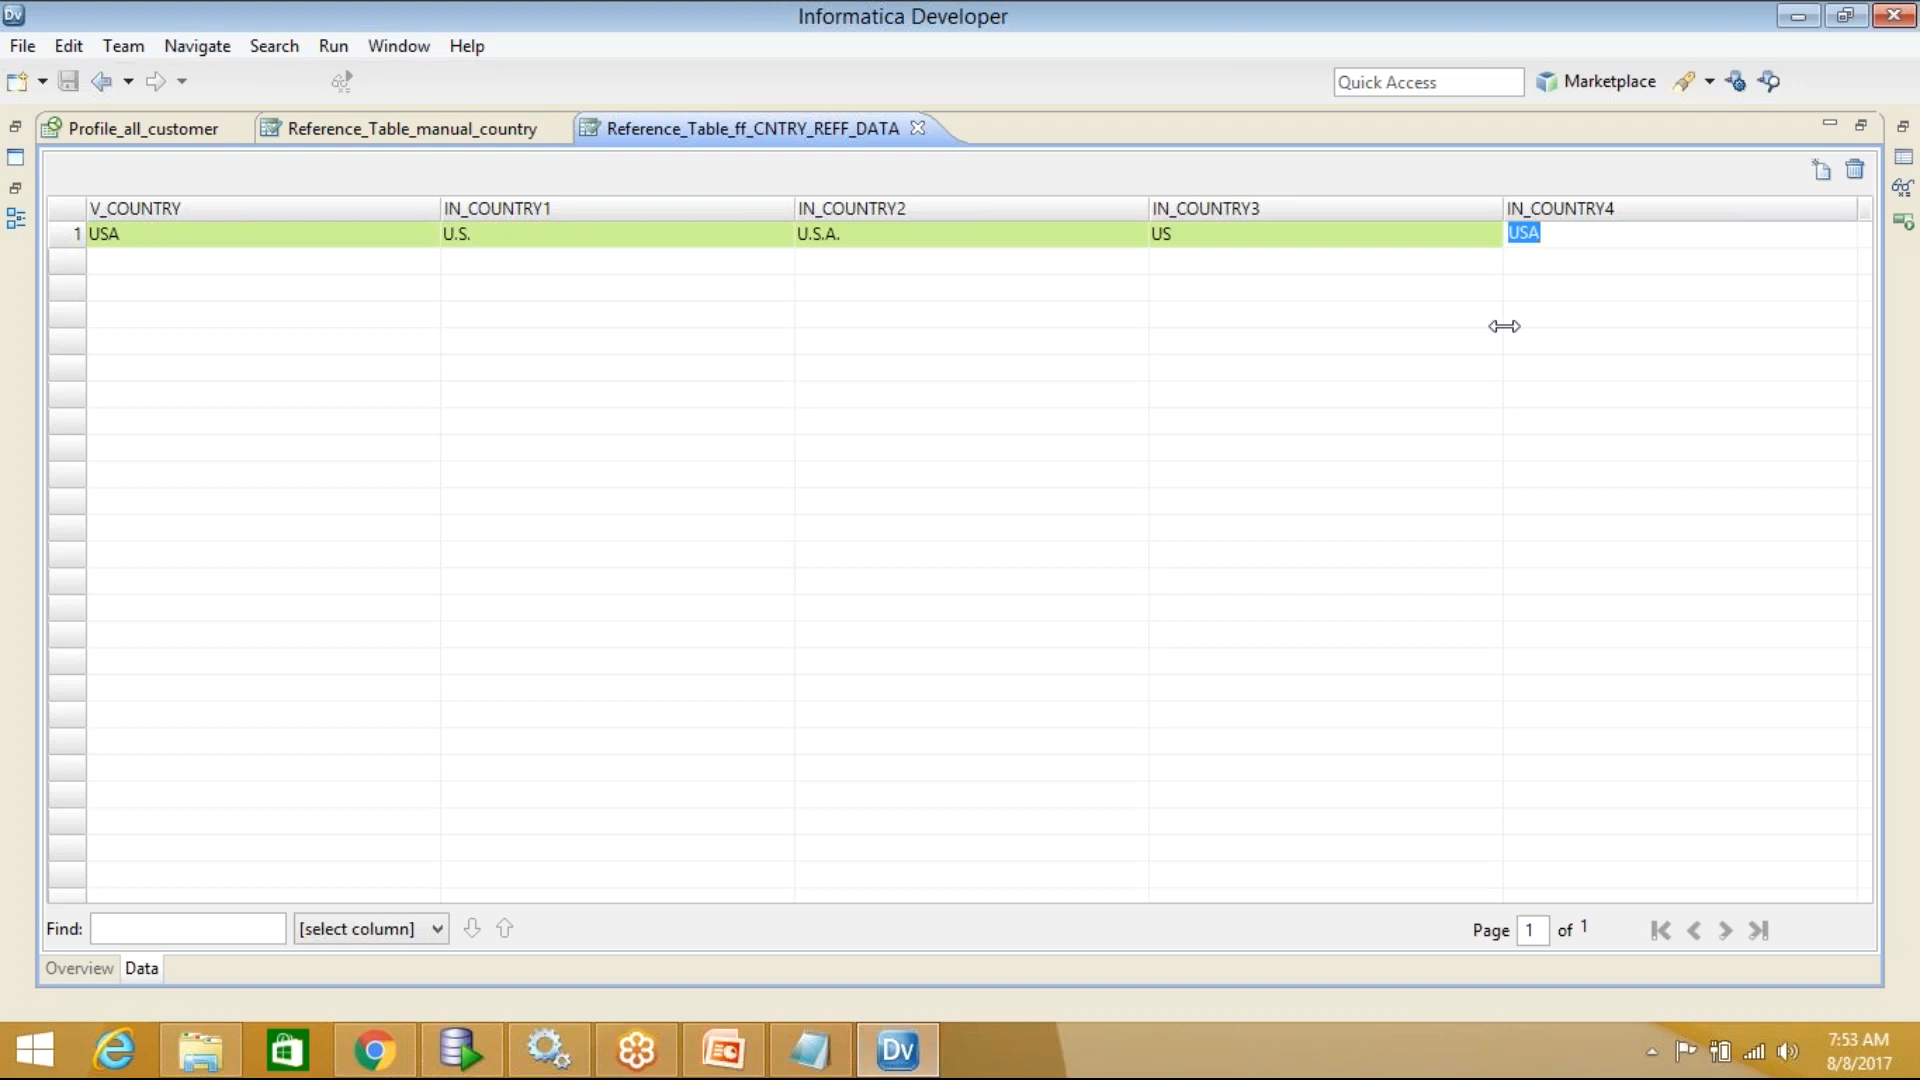 Dv Informatica Developer
File Edit Team Navigate Search Run Window Help
Quick Access Marketplace
Profile_all_customer Reference_Table_manual_country Reference_Table_ff_CNTRY_REFF_DATA
V_COUNTRY IN_COUNTRY1 IN_COUNTRY2 IN_COUNTRY3 IN_COUNTRY4
1 USA U.S. U.S.A. US USA
Find: [select column] Page 1 of 1
Overview Data
Dv
7:53 AM
8/8/2017